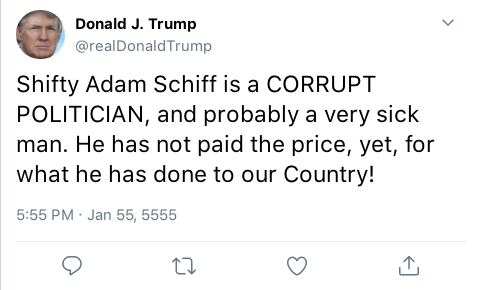 Donald J. Trump
@realDonaldTrump
Shifty Adam Schiff is a CORRUPT
POLITICIAN, and probably a very sick
man. He has not paid the price, yet, for
what he has done to our Country!
5:55 PM · Jan 55, 5555